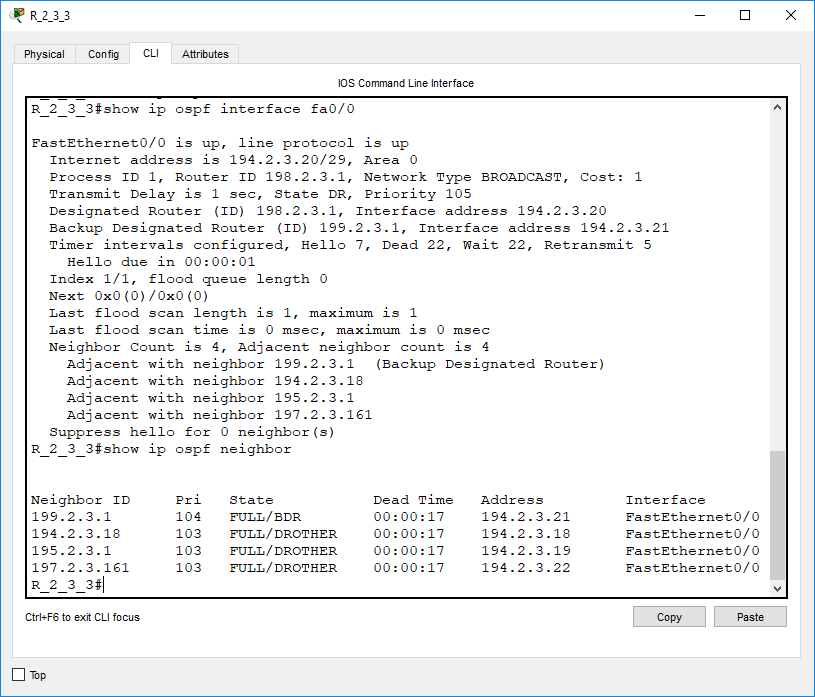 R_2_3_3
Physical Config CLI Attributes
IOS Command Line Interface
R_2_3_3#show ip ospf interface fa0/0
FastEthernet0/0 is up, line protocol is up
Internet address is 194.2.3.20/29, Area 0
Process ID 1, Router ID 198.2.3.1, Network Type BROADCAST, Cost: 1
Transmit Delay is 1 sec, State DR, Priority 105
Designated Router (ID) 198.2.3.1, Interface address 194.2.3.20
Backup Designated Router (ID) 199.2.3.1, Interface address 194.2.3.21
Timer intervals configured, Hello 7, Dead 22, Wait 22, Retransmit 5
Hello due in 00:00:01
Index 1/1, flood queue length 0
Next 0x0(0)/0x0(0)
Last flood scan length is 1, maximum is 1
Last flood scan time is 0 msec, maximum is 0 msec
Neighbor Count is 4, Adjacent neighbor count is 4
Adjacent with neighbor 199.2.3.1 (Backup Designated Router)
Adjacent with neighbor 194.2.3.18
Adjacent with neighbor 195.2.3.1
Adjacent with neighbor 197.2.3.161
Suppress hello for 0 neighbor(s)
R_2_3_3#show ip ospf neighbor
Neighbor ID Pri State Dead Time Address Interface
199.2.3.1 104 FULL/BDR 00:00:17 194.2.3.21 FastEthernet0/0
194.2.3.18 103 FULL/DROTHER 00:00:17 194.2.3.18 FastEthernet0/0
195.2.3.1 103 FULL/DROTHER 00:00:17 194.2.3.19 FastEthernet0/0
197.2.3.161 103 FULL/DROTHER 00:00:17 194.2.3.22 FastEthernet0/0
R_2_3_3#
Ctrl+F6 to exit CLI focus
Copy Paste
Top